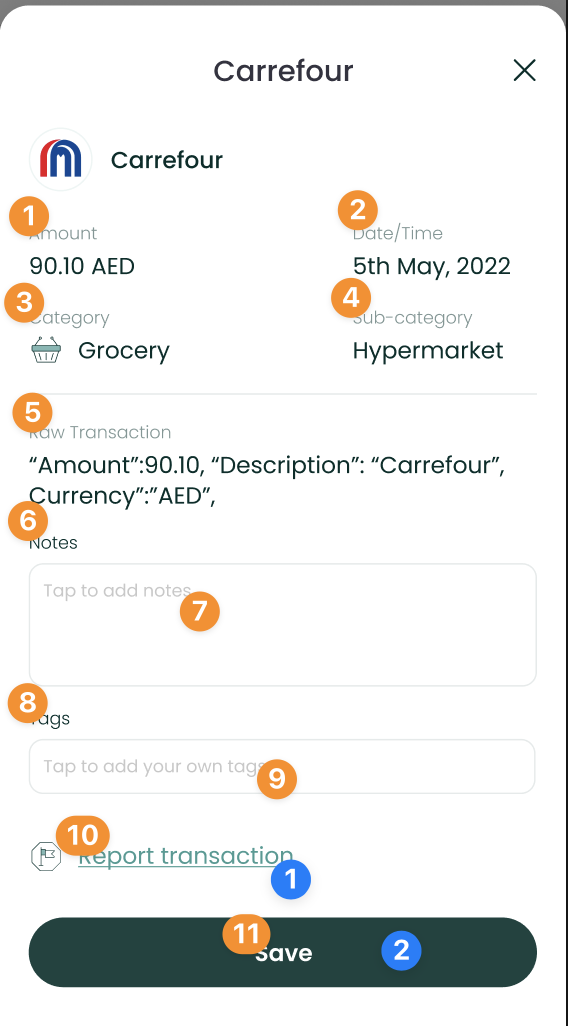 Carrefour
Carrefour
1 2
Amount Date/Time
90.10 AED 5th May, 2022
3 4
Category Sub-category
Grocery Hypermarket
5
Raw Transaction
“Amount”:90.10, “Description”: “Carrefour”,
Currency”:”AED”,
6
Notes
Tap to add notes
7
8
Tags
Tap to add your own tags
9
10
Report transaction
1
11
Save 2